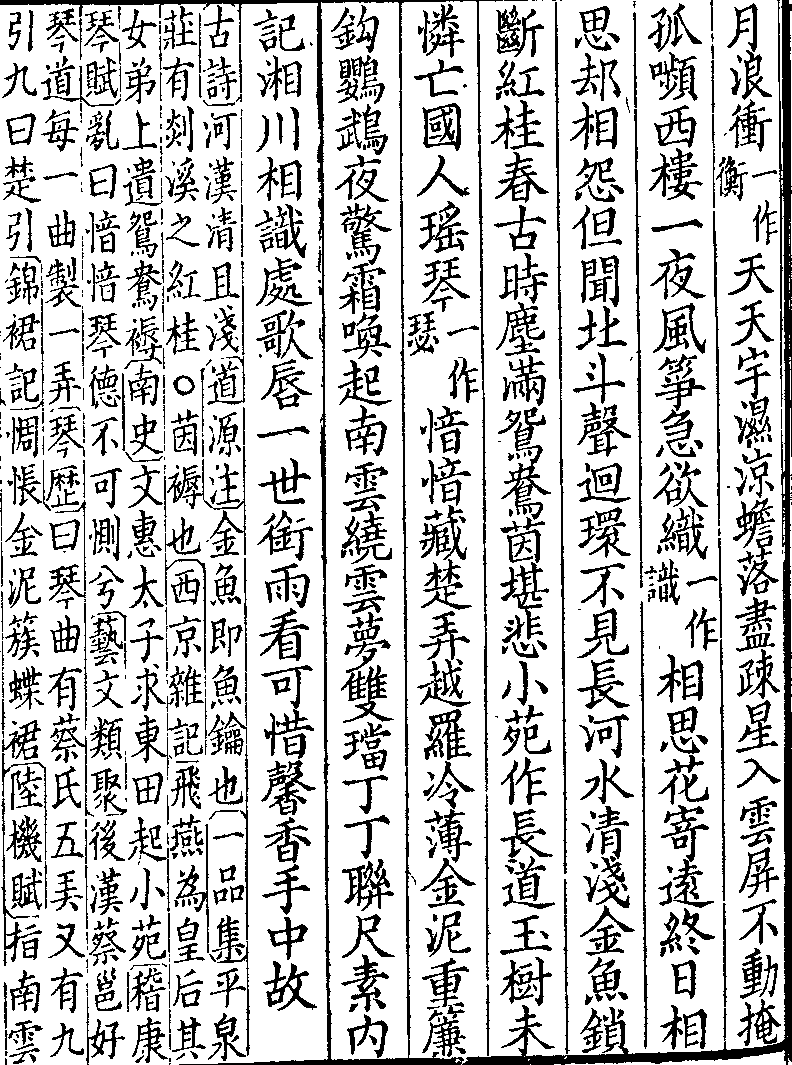 月浪衝一作衡天天宇濕涼蟾落盡疎星入雲屏不動掩
孤嚬西樓一夜風箏急欲織一作識相思花寄遠終日相
思却相怨但聞北斗聲迴環不見長河水清淺金魚鎖
斷紅桂春古時塵滿鴛鴦茵堪悲小苑作長道玉樹未
憐亡國人瑶琴一作瑟愔愔藏楚弄越羅冷薄金泥重簾
鈎鸚鵡夜驚霜喚起南雲繞雲夢雙璫丁丁聯尺素内
記湘川相識處歌唇一世銜雨看可惜馨香手中故
古詩河漢清且淺道源注金魚即魚鑰也一品集平泉
莊有剡溪之紅桂○茵褥也西京雜記飛燕為皇后其
女弟上遺鴛鴦褥南史文惠太子求東田起小苑稽康
琴賦亂曰愔愔琴德不可惻兮藝文類聚後漢蔡邕好
琴道每一曲製一弄琴歷曰琴曲有蔡氏五弄又有九
引九曰楚引錦裙記惆悵金泥簇蝶裙陸機賦指南雲